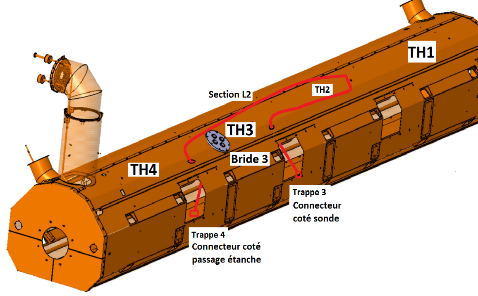 TH1
Section L2
TH2
TH3
Bride 3
TH4
Trappe 3
Connecteur
coté sonde
Trappe 4
Connecteur coté
passage étanche